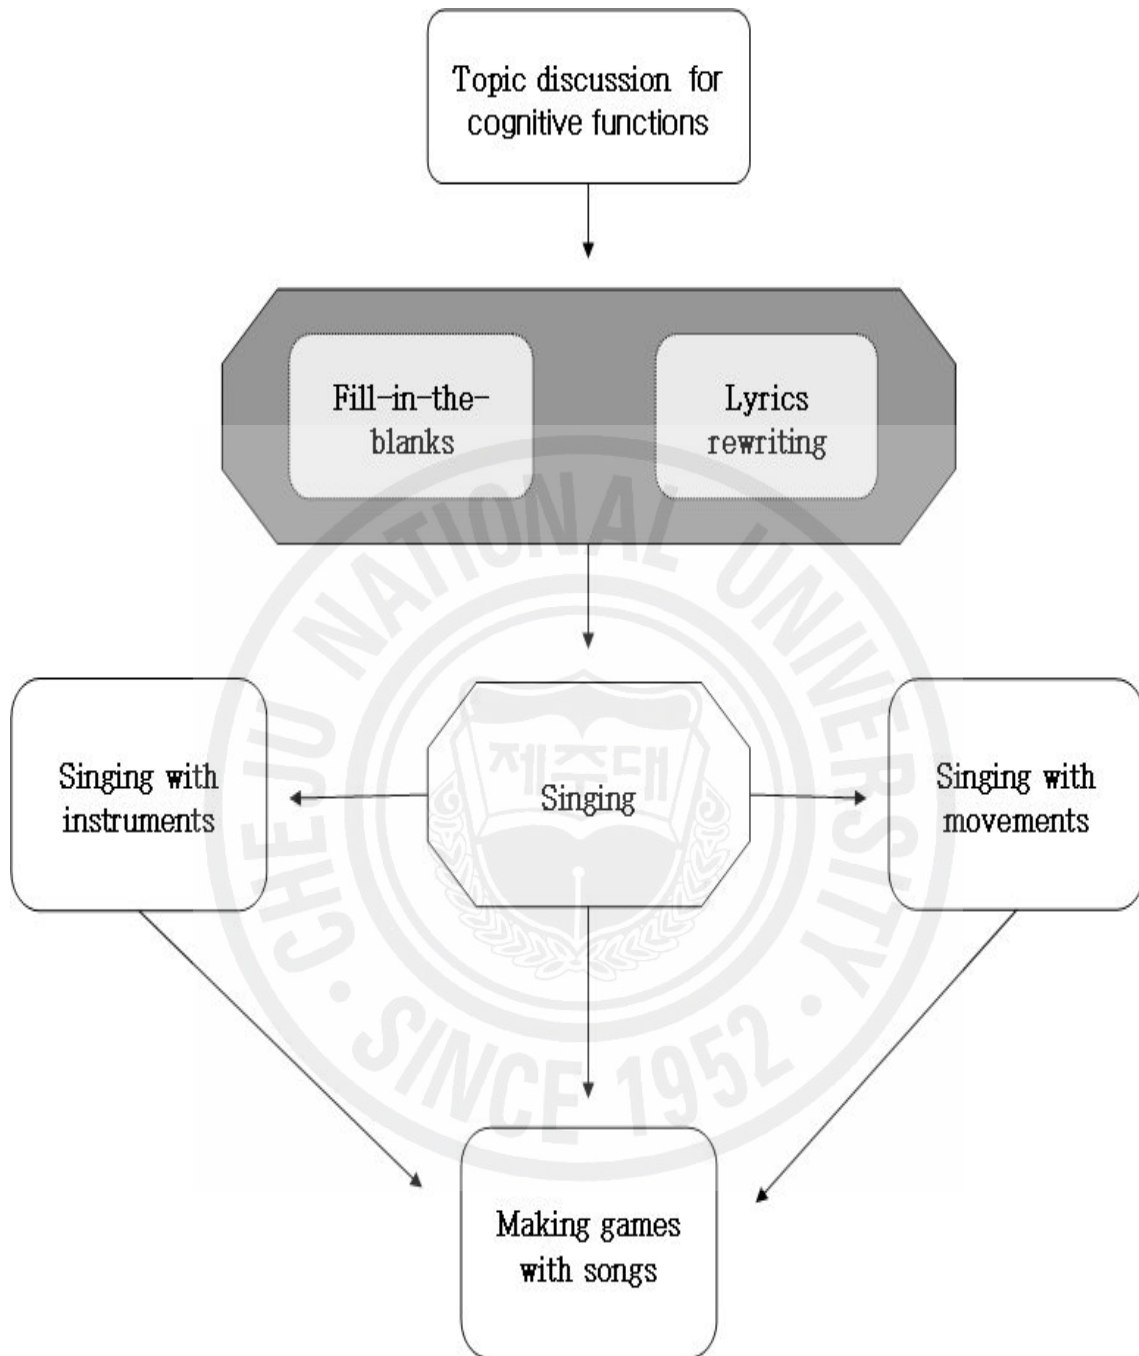 Topic discussion for
cognitive functions
Fill-in-the-
blanks
Lyrics
rewriting
CHEJU NATIONAL UNIVERSITY
제주대
Singing with
instruments
Singing
Singing with
movements
SINCE 1952
Making games
with songs